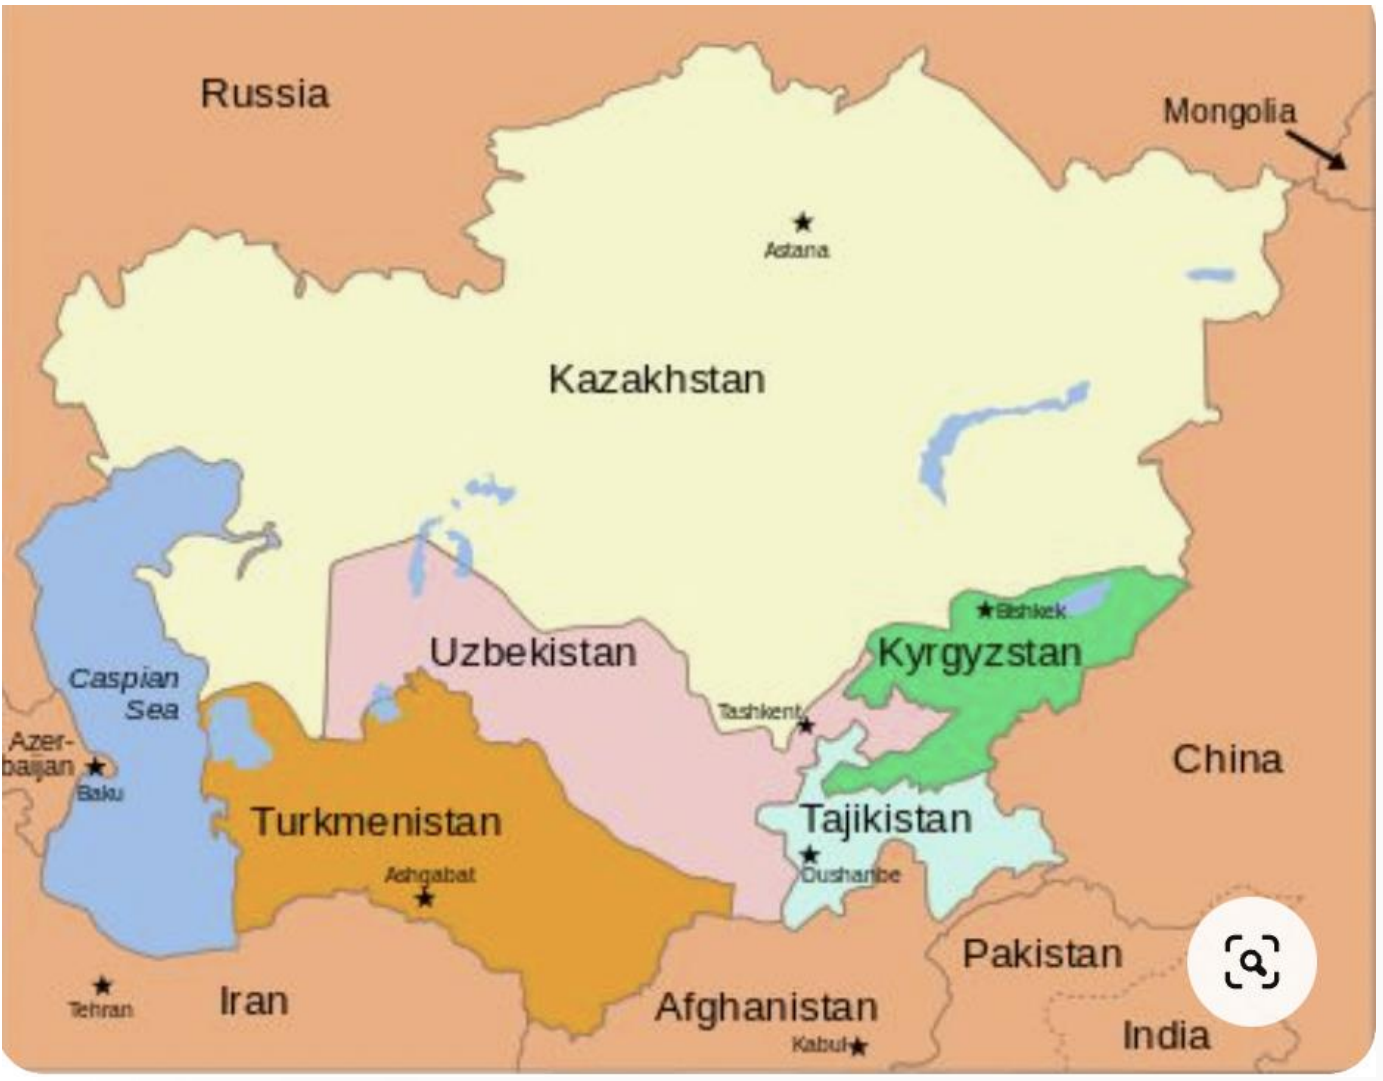 Russia
Mongolia
Astana
Kazakhstan
Bishkek
Uzbekistan
Kyrgyzstan
Caspian
Sea
Tashkent
Azer-
baijan
Baku
China
Turkmenistan
Tajikistan
Ashgabat
Dushanbe
Pakistan
Tehran
Iran
Afghanistan
India
Kabul